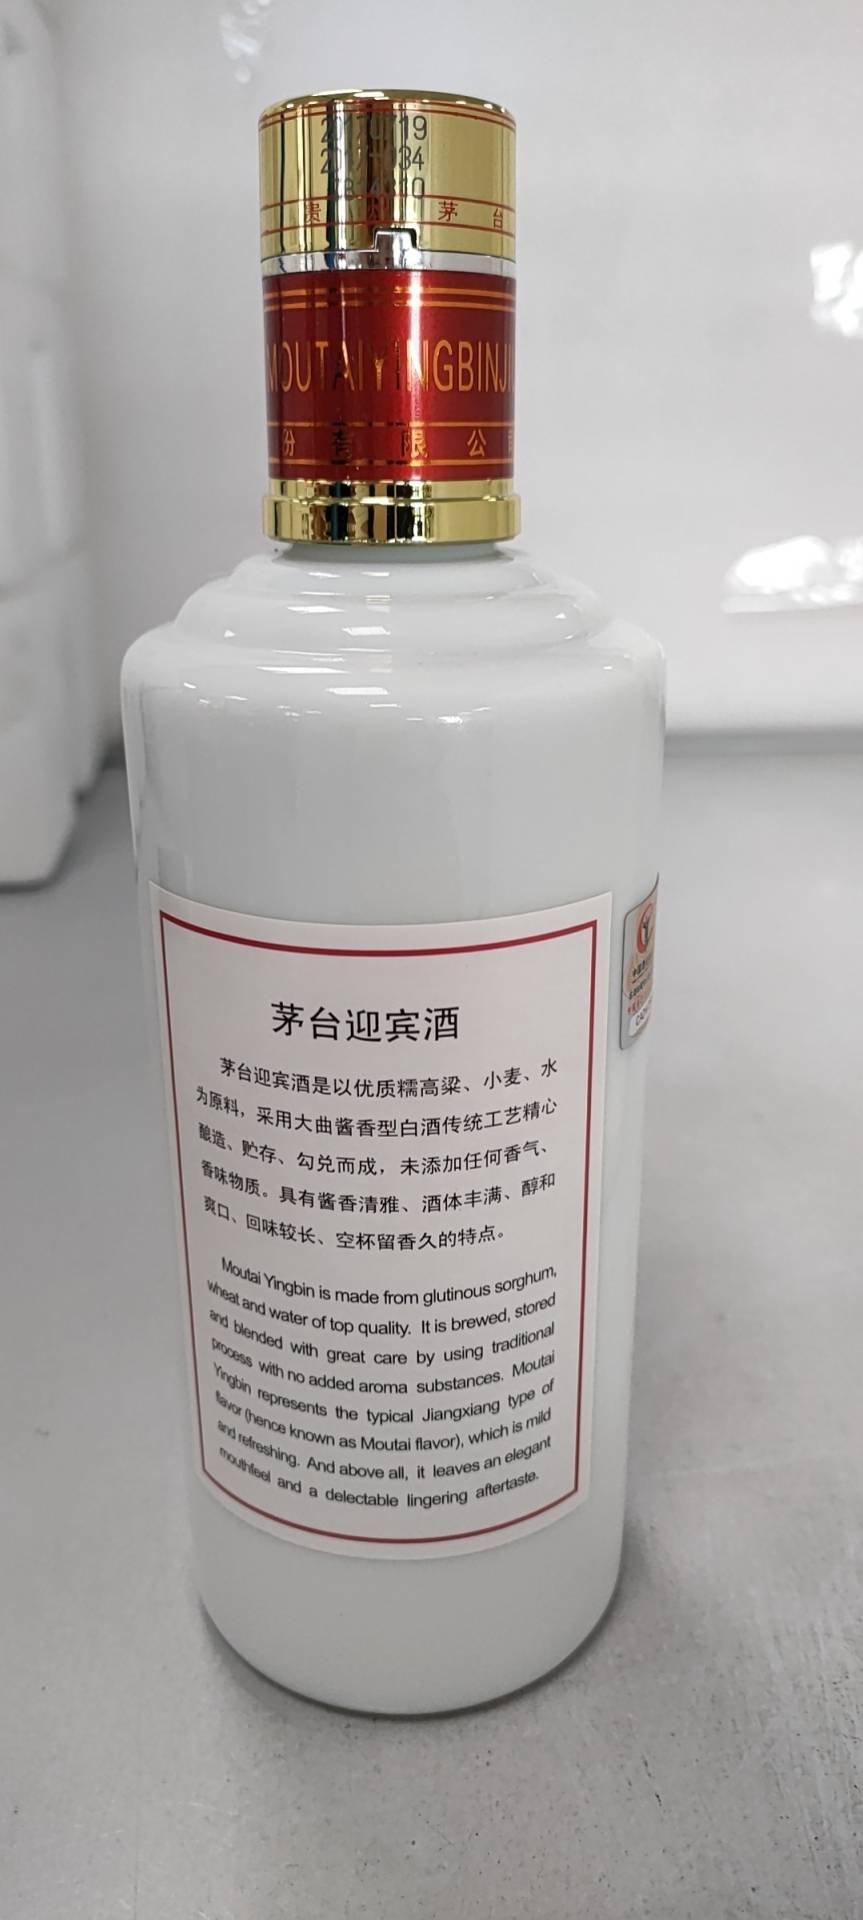 贵 州 茅 台
MOUTAIYINGBINJI
份 有 限 公
茅台迎宾酒
茅台迎宾酒是以优质糯高粱、小麦、水
为原料，采用大曲酱香型白酒传统工艺精心
酿造、贮存、勾兑而成，未添加任何香气、
香味物质。具有酱香清雅、酒体丰满、醇和
爽口、回味较长、空杯留香久的特点。
Moutai Yingbin is made from glutinous sorghum,
wheat and water of top quality. It is brewed, stored
and blended with great care by using traditional
process with no added aroma substances. Moutai
Yingbin represents the typical Jiangxiang type of
flavor (hence known as Moutai flavor), which is mild
and refreshing. And above all, it leaves an elegant
mouthfeel and a delectable lingering aftertaste.